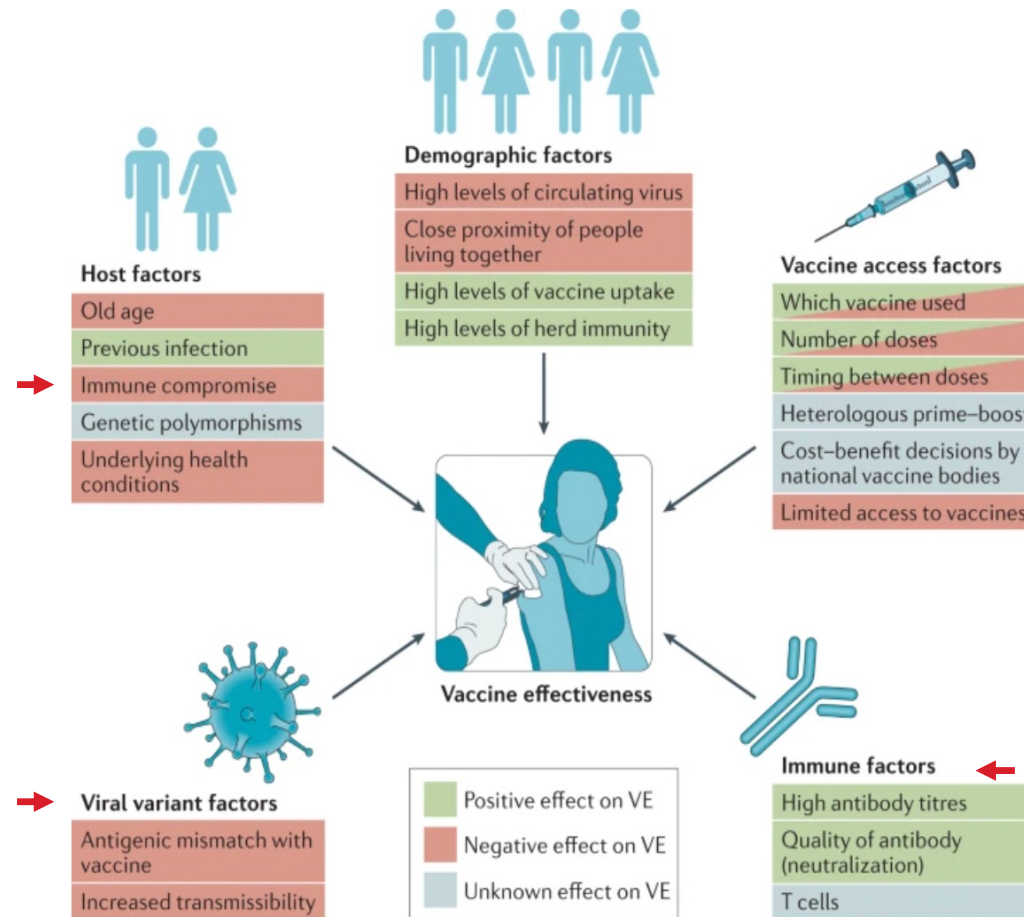 Demographic factors
High levels of circulating virus
Close proximity of people
living together
High levels of vaccine uptake
High levels of herd immunity
Host factors
Old age
Previous infection
Immune compromise
Genetic polymorphisms
Underlying health
conditions
Vaccine access factors
Which vaccine used
Number of doses
Timing between doses
Heterologous prime–boost
Cost–benefit decisions by
national vaccine bodies
Limited access to vaccines
Vaccine effectiveness
Viral variant factors
Antigenic mismatch with
vaccine
Increased transmissibility
Positive effect on VE
Negative effect on VE
Unknown effect on VE
Immune factors
High antibody titres
Quality of antibody
(neutralization)
T cells